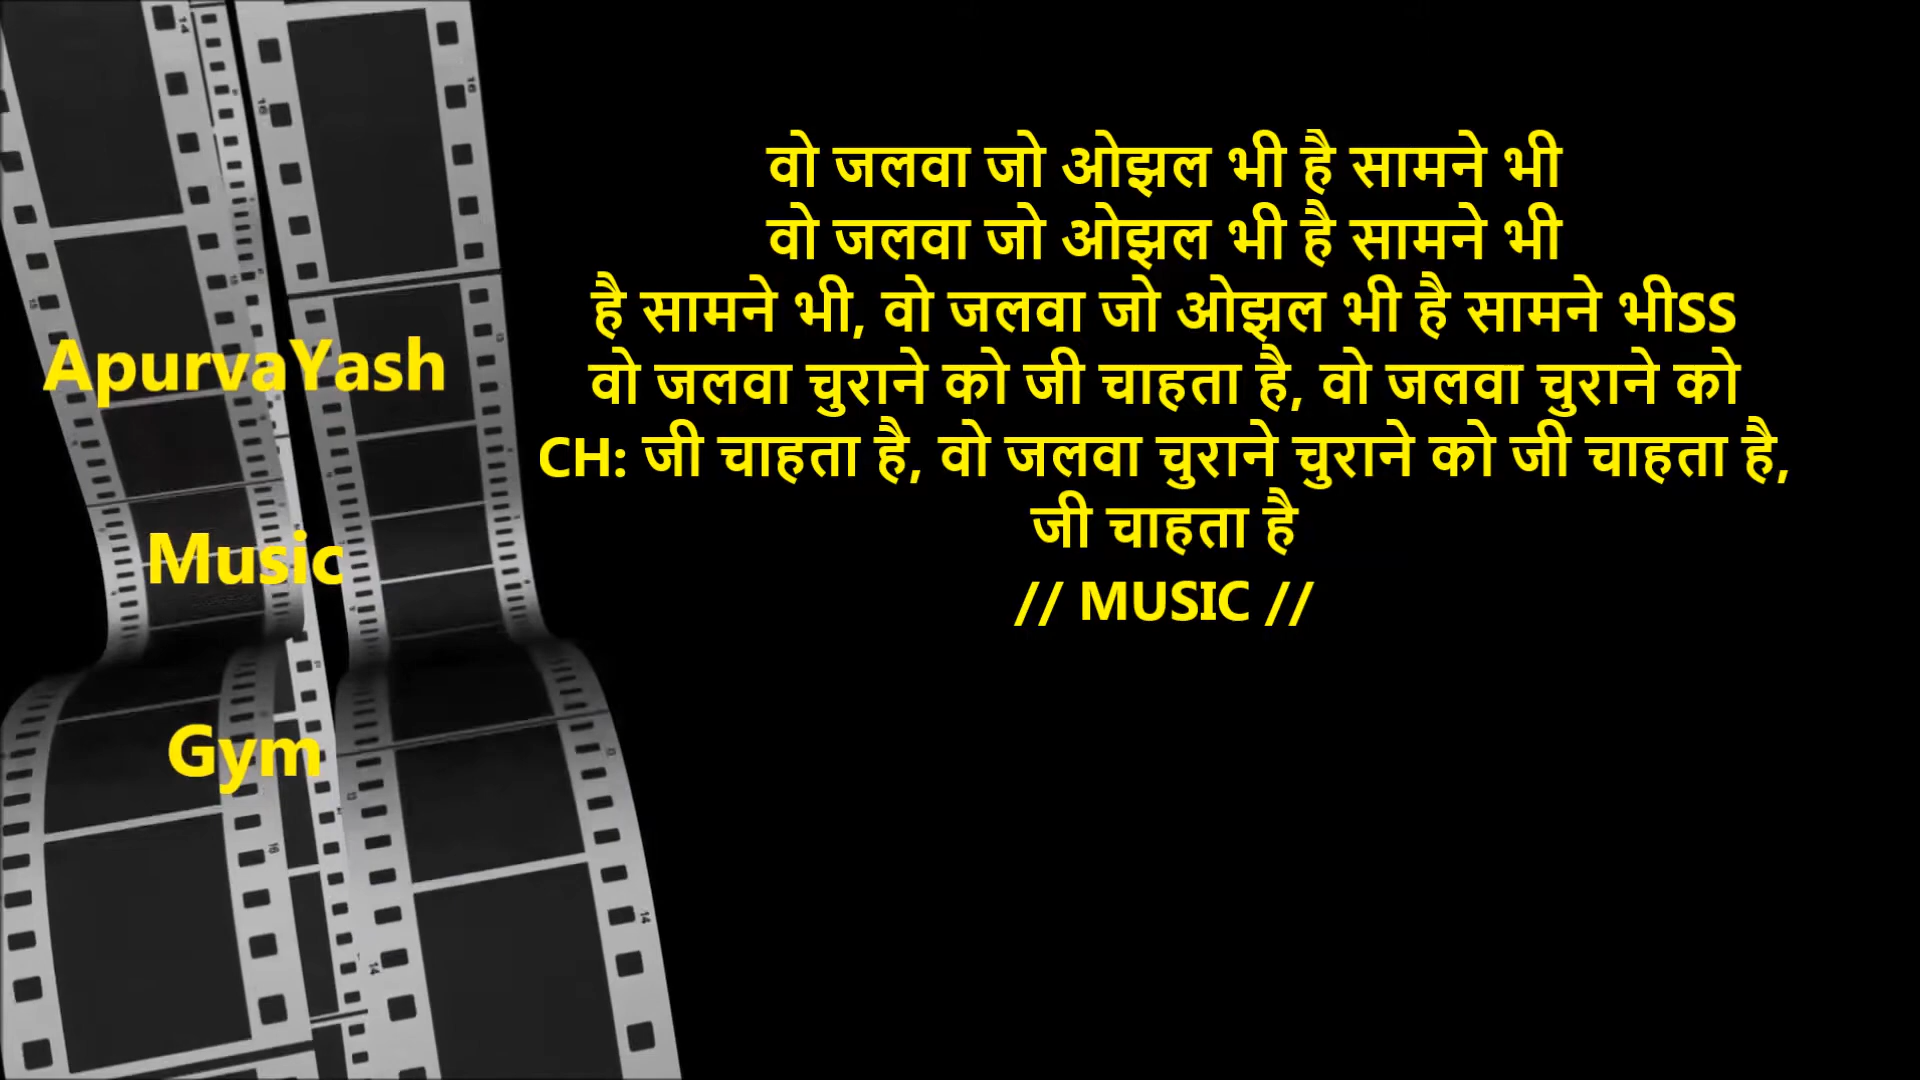 वो जलवा जो ओझल भी है सामने भी
वो जलवा जो ओझल भी है सामने भी
है सामने भी, वो जलवा जो ओझल भी है सामने भीSS
वो जलवा चुराने को जी चाहता है, वो जलवा चुराने को
CH: जी चाहता है, वो जलवा चुराने चुराने को जी चाहता है,
जी चाहता है
// MUSIC //
ApurvaYash
Music
Gym